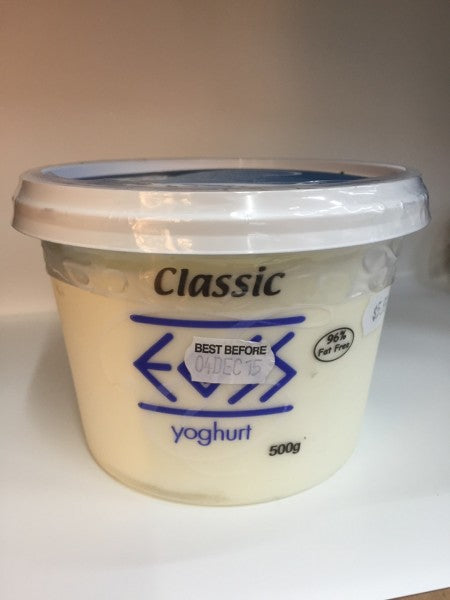 Classic
96%
Fat Free
BEST BEFORE
04 DEC 15
yoghurt
500g